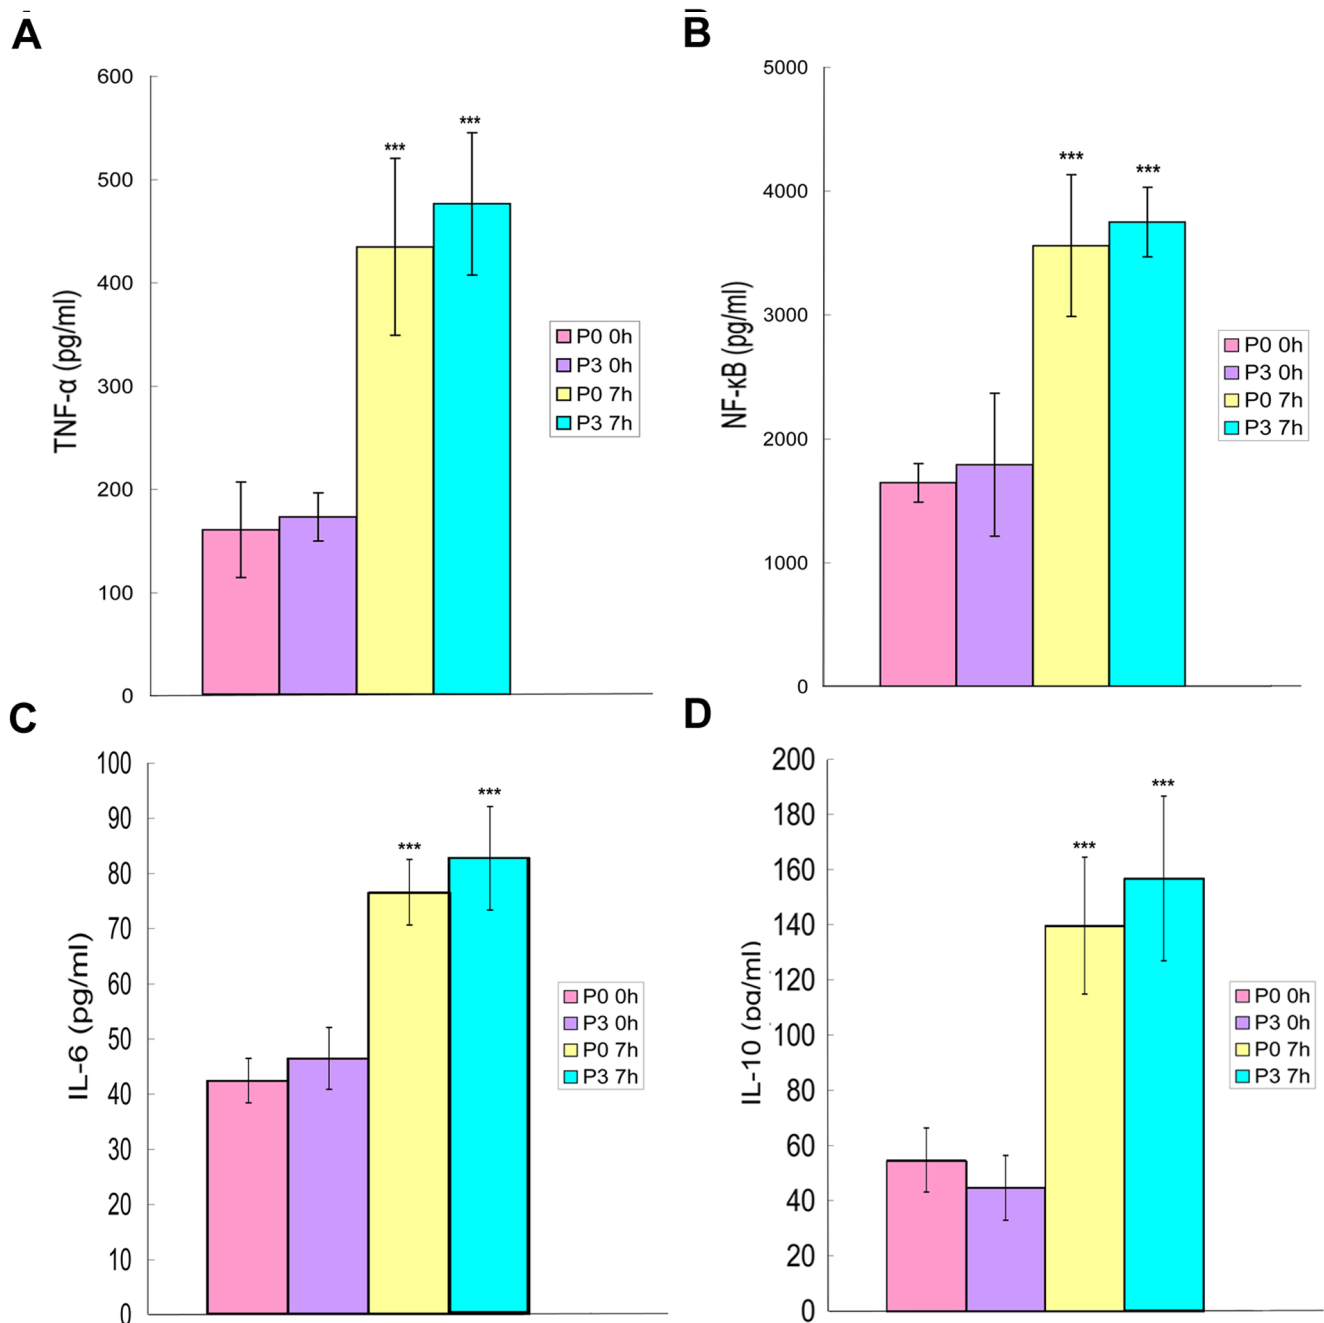 A
600
500
400
300
200
100
0
TNF-α (pg/ml)
***
***
P0 0h
P3 0h
P0 7h
P3 7h
B
5000
4000
3000
2000
1000
0
NF-κB (pg/ml)
***
***
P0 0h
P3 0h
P0 7h
P3 7h
C
100
90
80
70
60
50
40
30
20
10
0
IL-6 (pg/ml)
***
***
P0 0h
P3 0h
P0 7h
P3 7h
D
200
180
160
140
120
100
80
60
40
20
0
IL-10 (pg/ml)
***
***
P0 0h
P3 0h
P0 7h
P3 7h